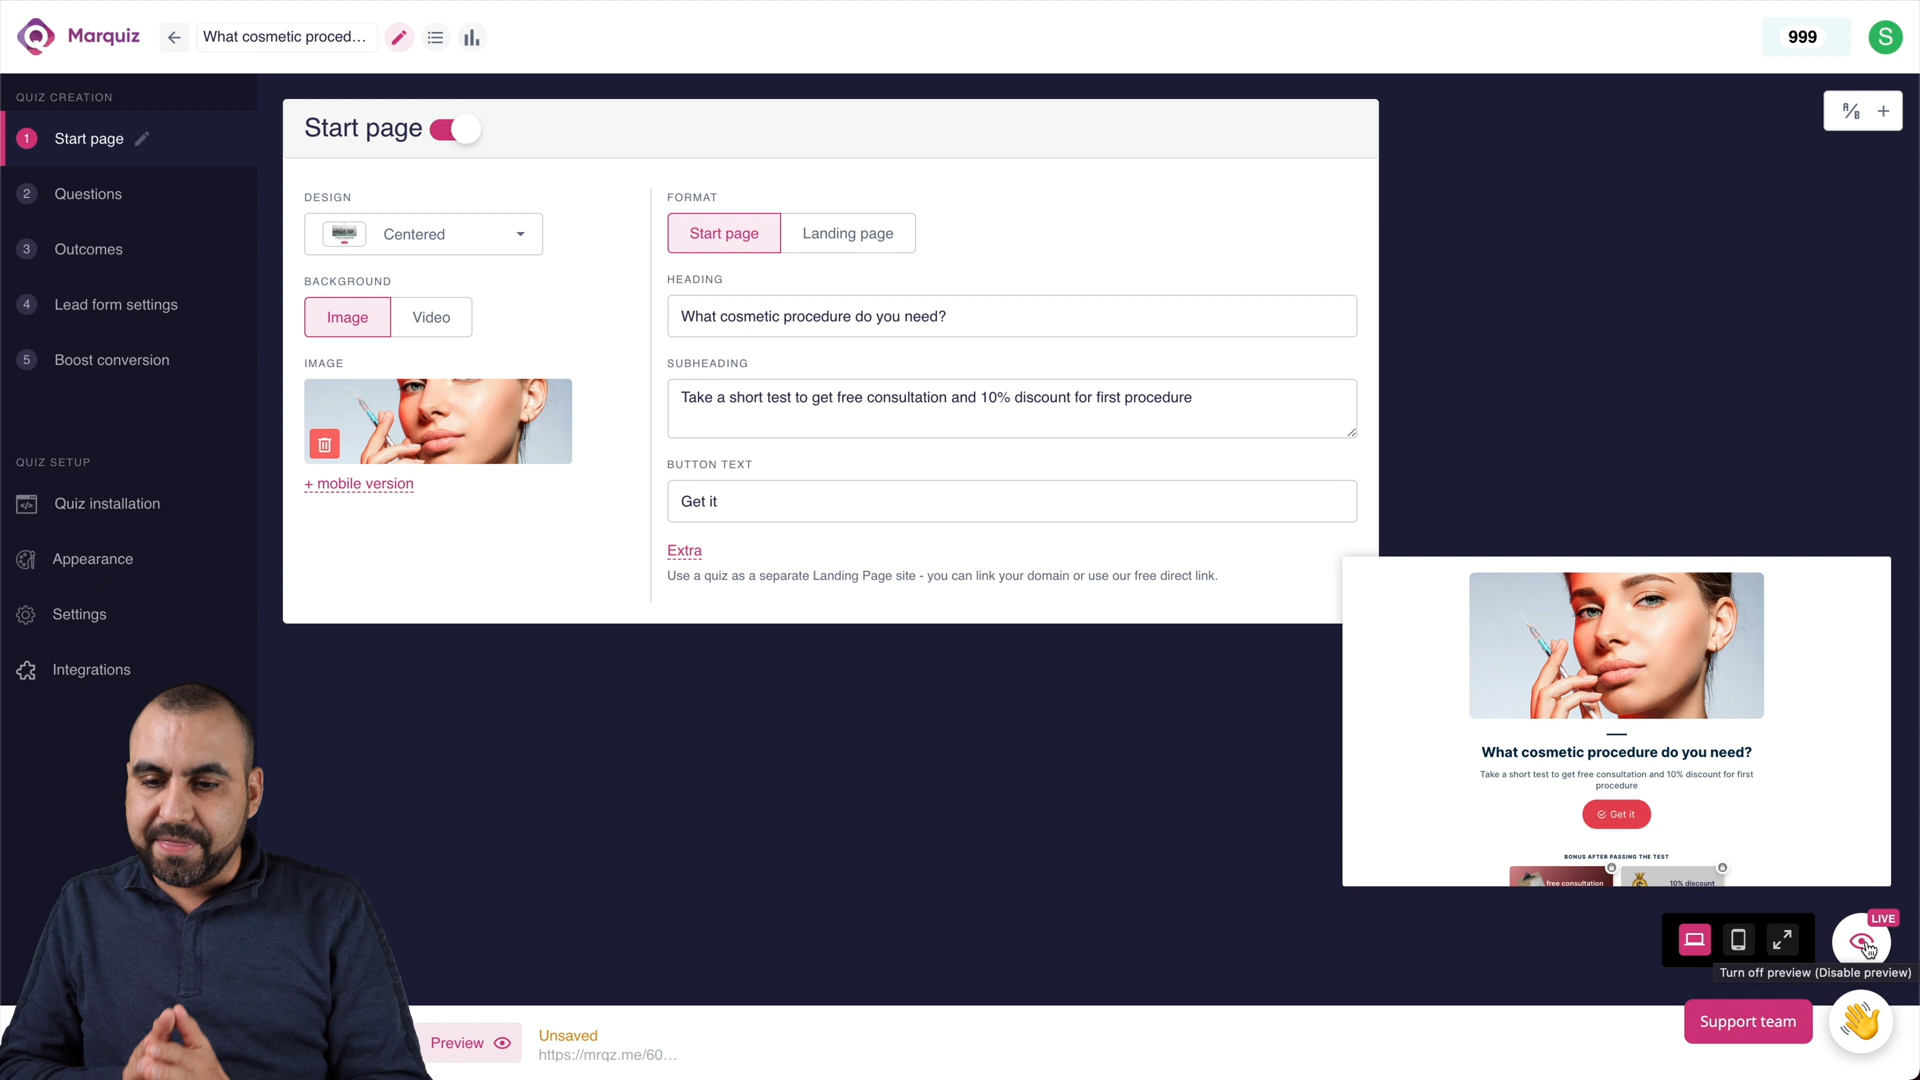 Marquiz
What cosmetic proced...
999
S
QUIZ CREATION
1 Start page
2 Questions
3 Outcomes
4 Lead form settings
5 Boost conversion
QUIZ SETUP
Quiz installation
Appearance
Settings
Integrations
Start page
A/B +
DESIGN
Centered
BACKGROUND
Image Video
IMAGE
+ mobile version
FORMAT
Start page Landing page
HEADING
What cosmetic procedure do you need?
SUBHEADING
Take a short test to get free consultation and 10% discount for first procedure
BUTTON TEXT
Get it
Extra
Use a quiz as a separate Landing Page site - you can link your domain or use our free direct link.
What cosmetic procedure do you need?
Take a short test to get free consultation and 10% discount for first
procedure
Get it
BONUS AFTER PASSING THE TEST
free consultation 10% discount
LIVE
Turn off preview (Disable preview)
Support team
Preview
Unsaved
https://mrqz.me/60...